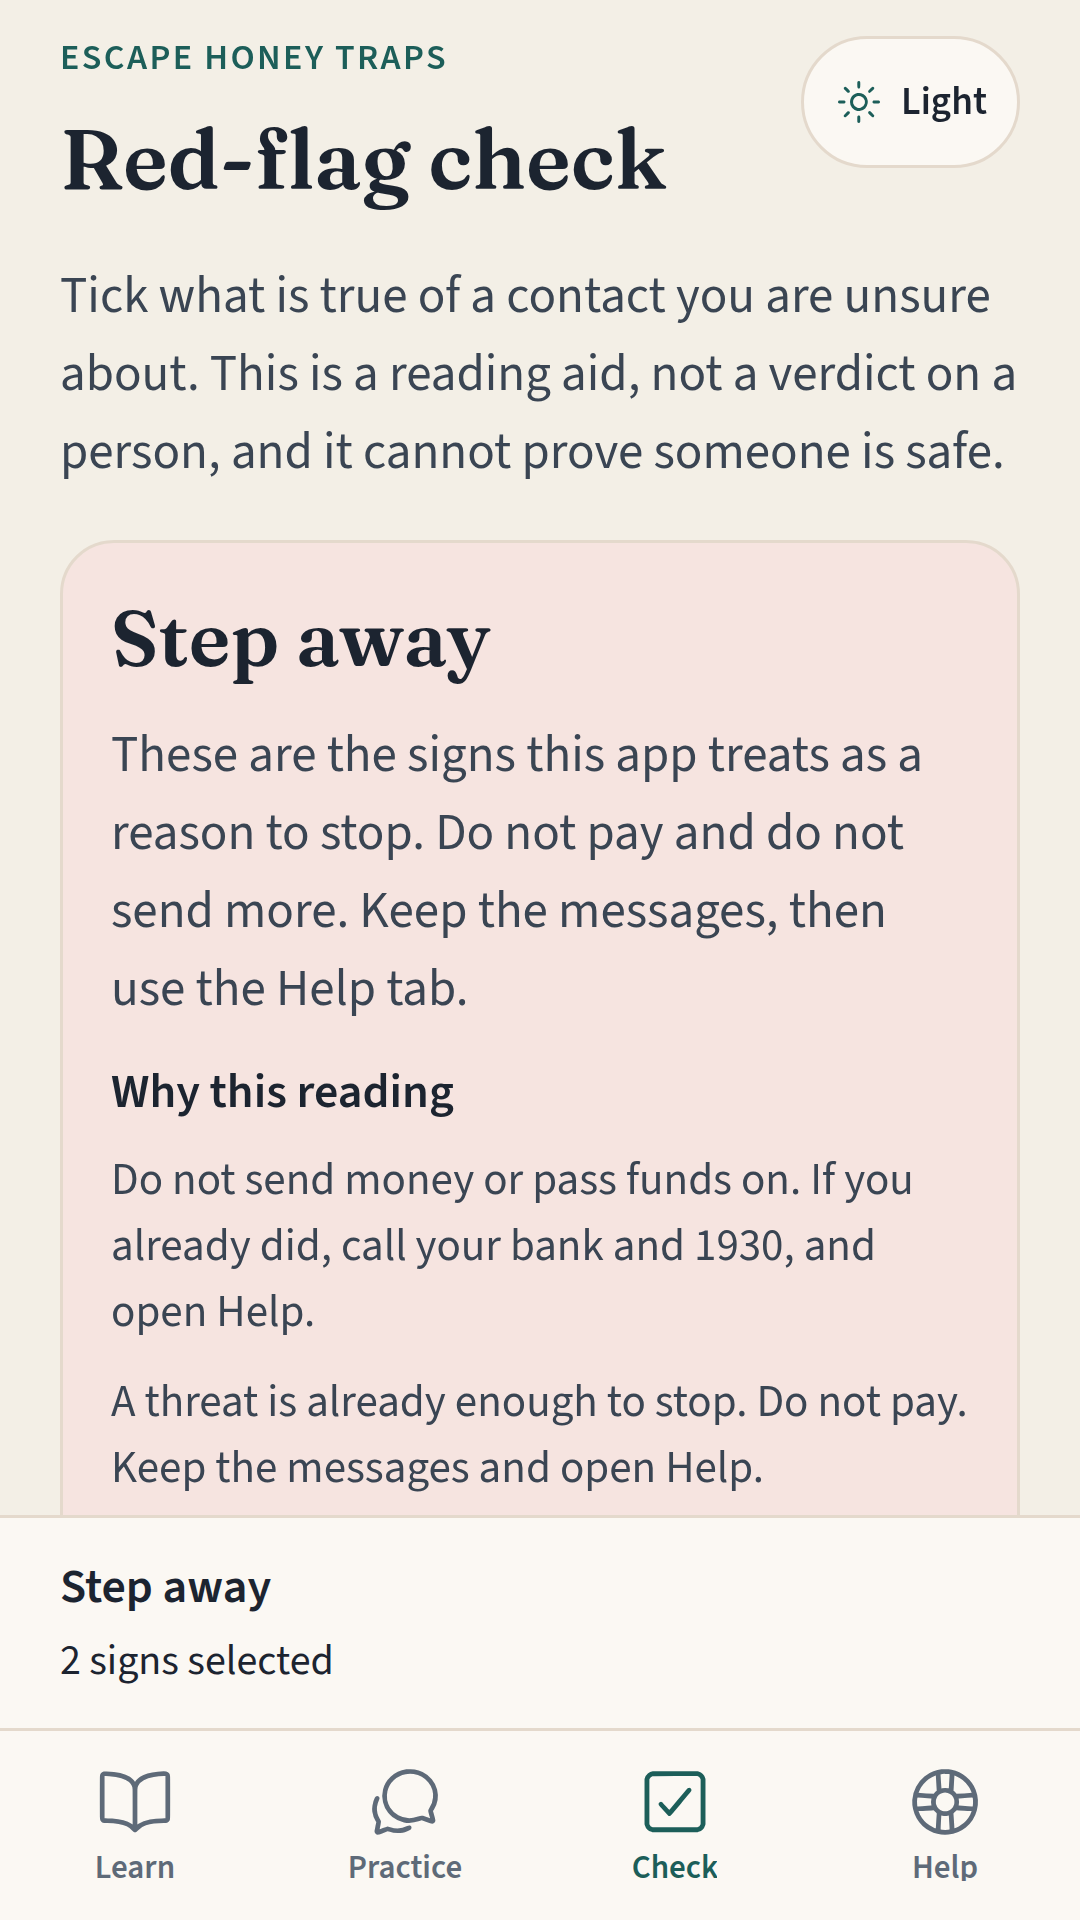 ESCAPE HONEY TRAPS
Light
Red-flag check
Tick what is true of a contact you are unsure
about. This is a reading aid, not a verdict on a
person, and it cannot prove someone is safe.
Step away
These are the signs this app treats as a
reason to stop. Do not pay and do not
send more. Keep the messages, then
use the Help tab.
Why this reading
Do not send money or pass funds on. If you
already did, call your bank and 1930, and
open Help.
A threat is already enough to stop. Do not pay.
Keep the messages and open Help.
Step away
2 signs selected
Learn
Practice
Check
Help